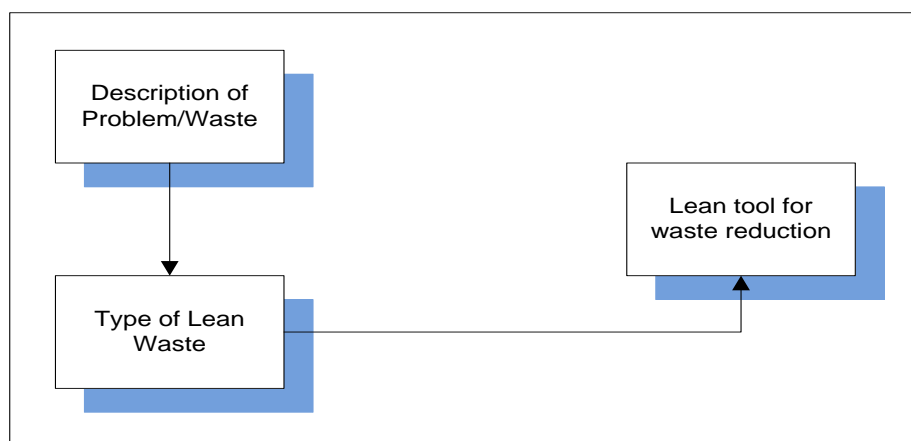 Description of
Problem/Waste
Lean tool for
waste reduction
Type of Lean
Waste